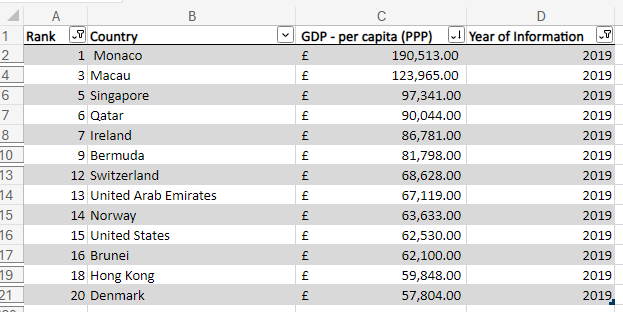 A B C D
1 Rank Country GDP - per capita (PPP) Year of Information
2 1 Monaco £ 190,513.00 2019
4 3 Macau £ 123,965.00 2019
6 5 Singapore £ 97,341.00 2019
7 6 Qatar £ 90,044.00 2019
8 7 Ireland £ 86,781.00 2019
10 9 Bermuda £ 81,798.00 2019
13 12 Switzerland £ 68,628.00 2019
14 13 United Arab Emirates £ 67,119.00 2019
15 14 Norway £ 63,633.00 2019
16 15 United States £ 62,530.00 2019
17 16 Brunei £ 62,100.00 2019
19 18 Hong Kong £ 59,848.00 2019
21 20 Denmark £ 57,804.00 2019